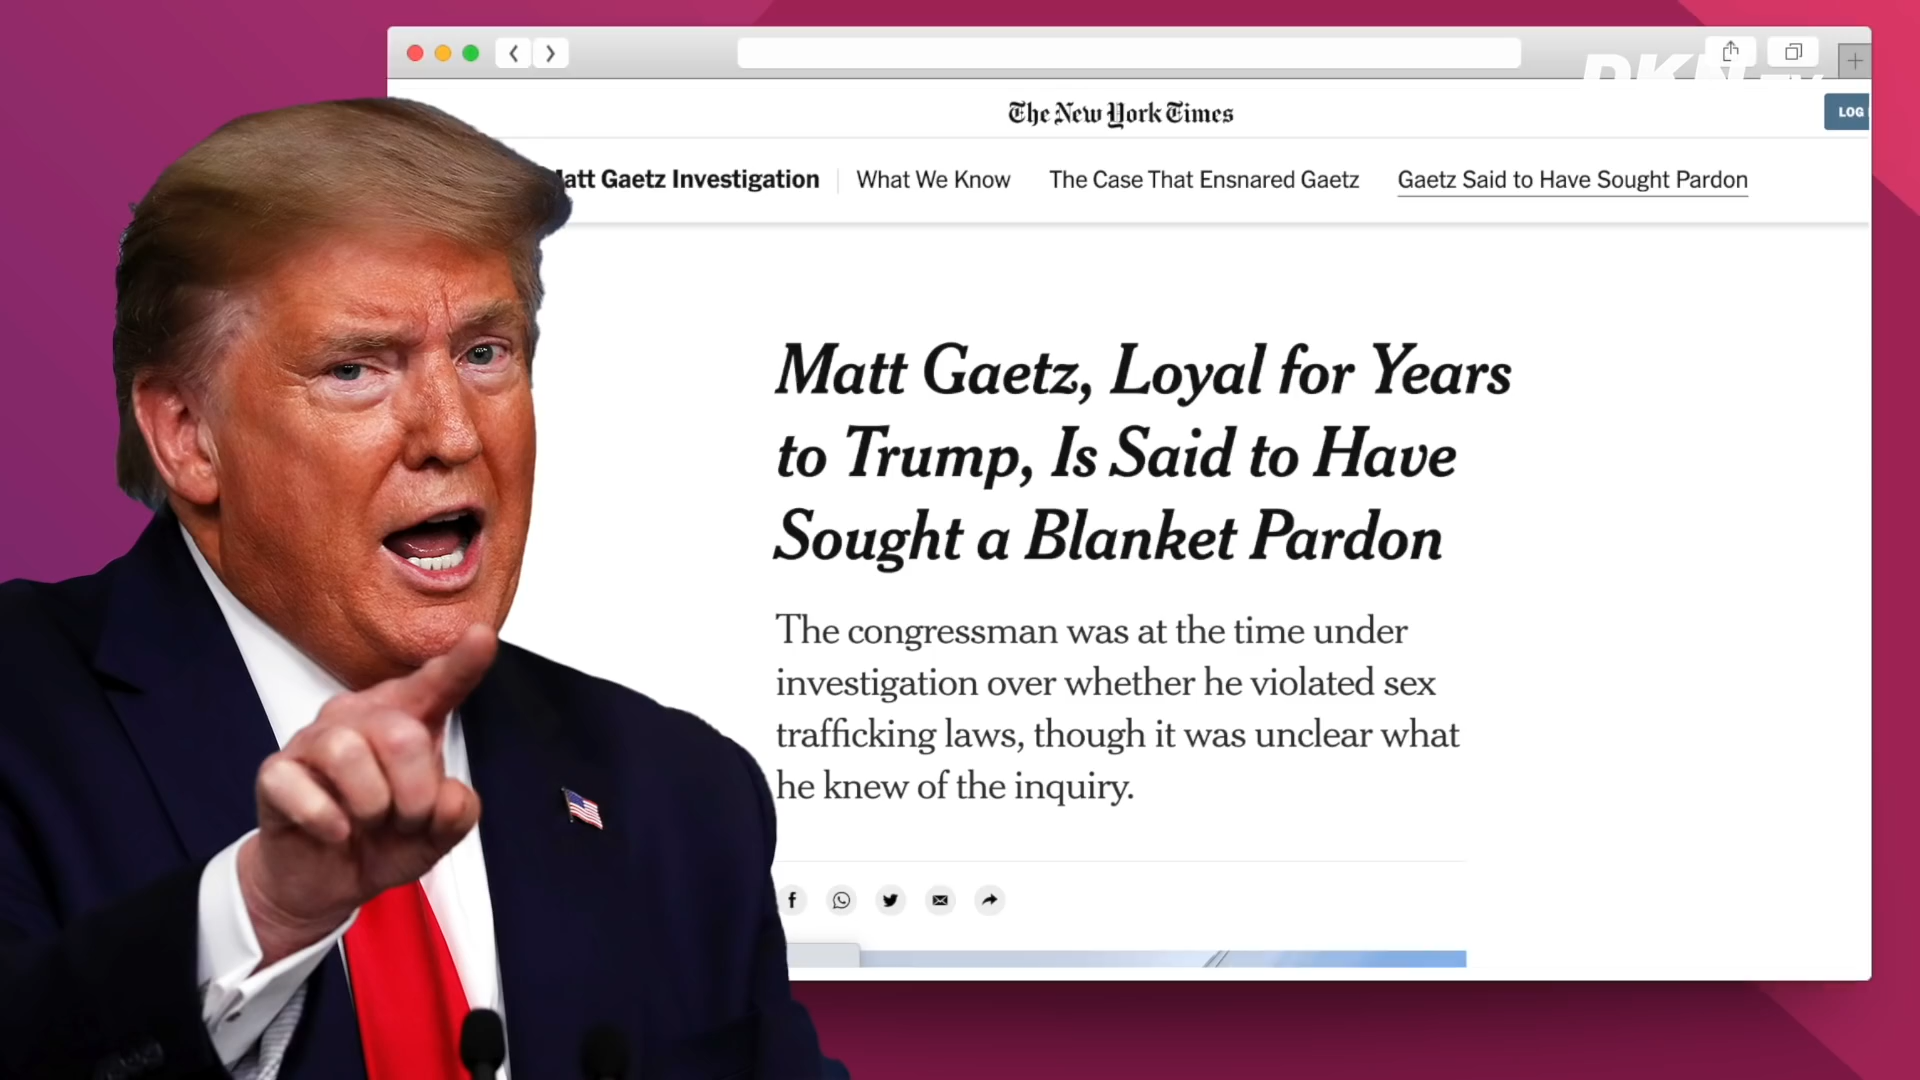 The New York Times
LOG
att Gaetz Investigation
What We Know
The Case That Ensnared Gaetz
Gaetz Said to Have Sought Pardon
Matt Gaetz, Loyal for Years
to Trump, Is Said to Have
Sought a Blanket Pardon
The congressman was at the time under
investigation over whether he violated sex
trafficking laws, though it was unclear what
he knew of the inquiry.